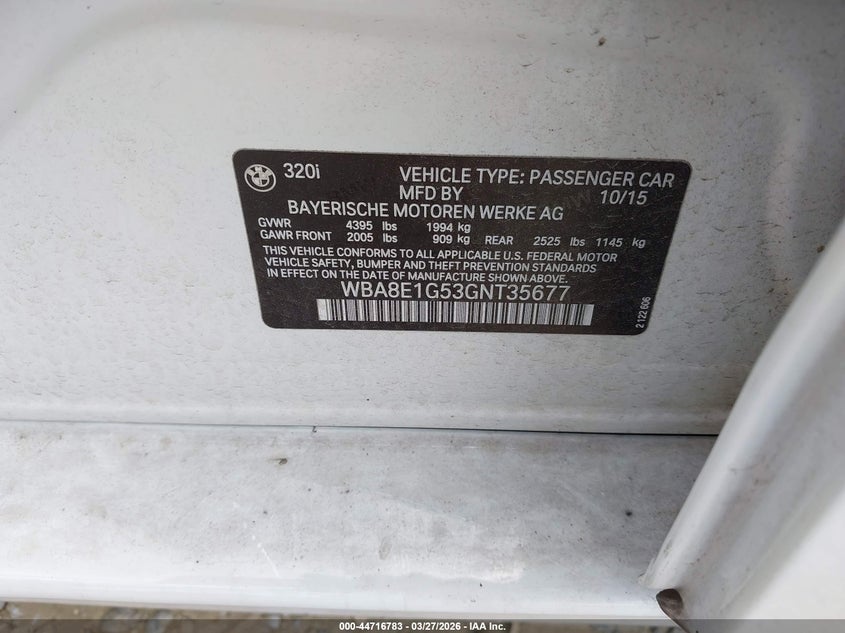 320i VEHICLE TYPE: PASSENGER CAR
MFD BY 10/15
BAYERISCHE MOTOREN WERKE AG
GVWR 4395 lbs 1994 kg
GAWR FRONT 2005 lbs 909 kg REAR 2525 lbs 1145 kg
THIS VEHICLE CONFORMS TO ALL APPLICABLE U.S. FEDERAL MOTOR
VEHICLE SAFETY, BUMPER AND THEFT PREVENTION STANDARDS
IN EFFECT ON THE DATE OF MANUFACTURE SHOWN ABOVE.
WBA8E1G53GNT35677
2 122 606
000-44716783 | 03/27/2026 - IAA Inc.